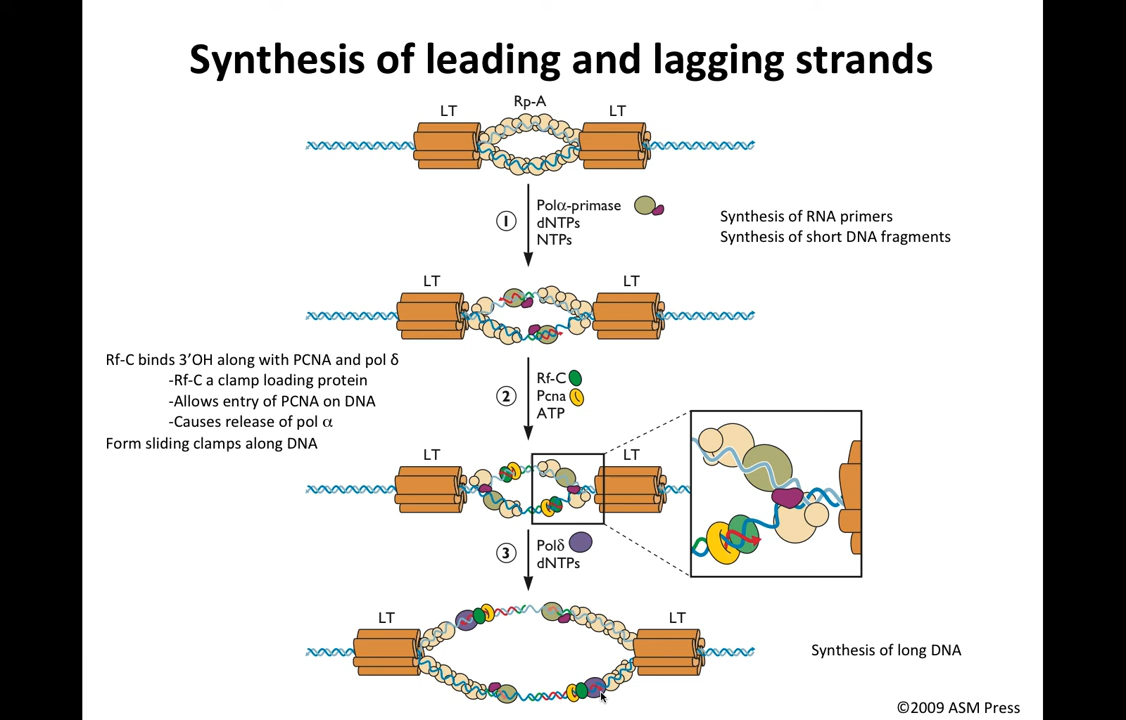 Synthesis of leading and lagging strands
Rp-A
LT
LT
1
Polα-primase
dNTPs
NTPs
Synthesis of RNA primers
Synthesis of short DNA fragments
LT
LT
Rf-C binds 3'OH along with PCNA and pol δ
-Rf-C a clamp loading protein
-Allows entry of PCNA on DNA
-Causes release of pol α
Form sliding clamps along DNA
2
Rf-C
Pcna
ATP
LT
LT
3
Polδ
dNTPs
LT
LT
Synthesis of long DNA
©2009 ASM Press